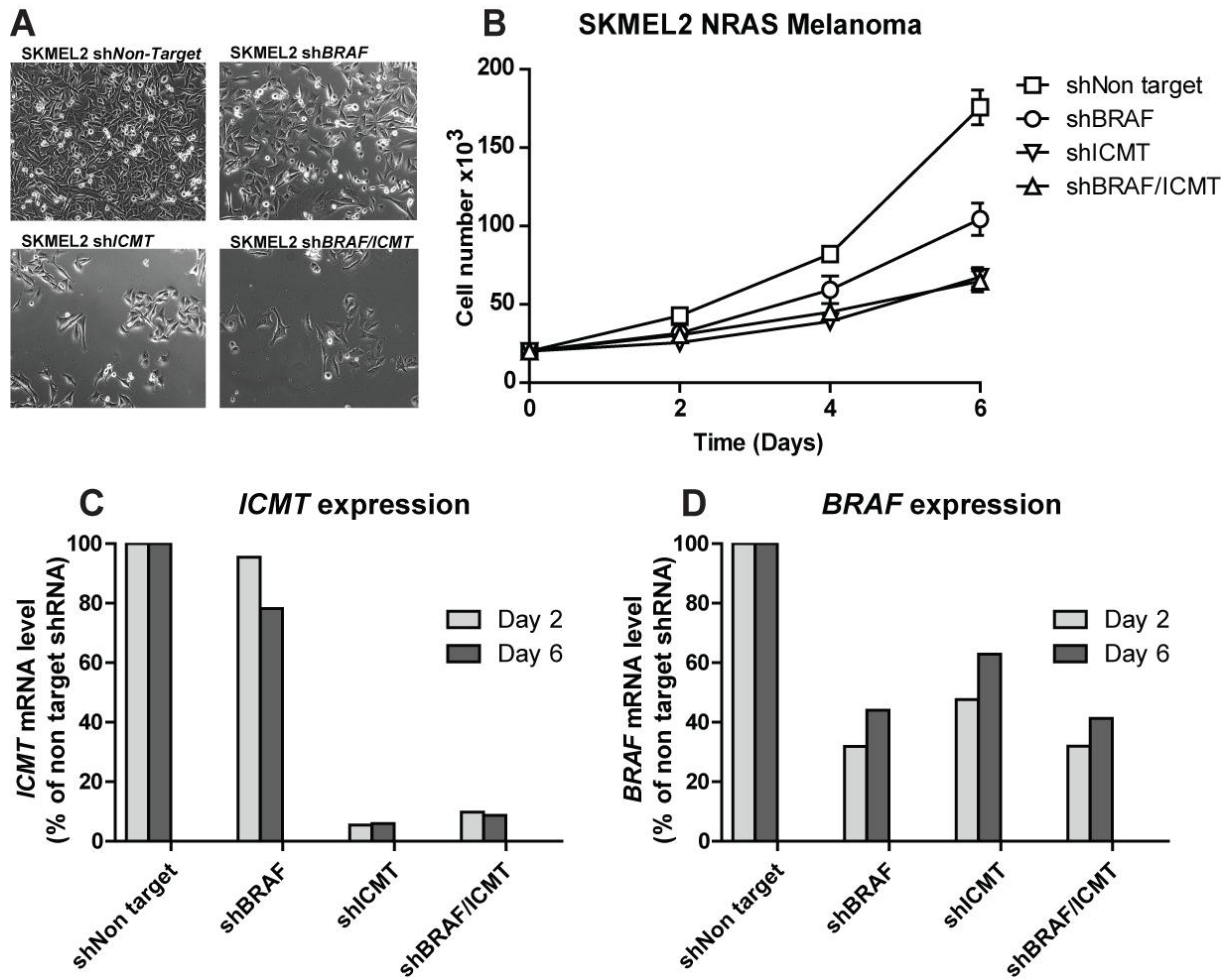 A
SKMEL2 shNon-Target
SKMEL2 shBRAF
SKMEL2 shICMT
SKMEL2 shBRAF/ICMT
B
SKMEL2 NRAS Melanoma
200
150
100
50
0
Cell number x10³
0
2
4
6
Time (Days)
shNon target
shBRAF
shICMT
shBRAF/ICMT
C
ICMT expression
100
80
60
40
20
0
ICMT mRNA level
(% of non target shRNA)
Day 2
Day 6
shNon target
shBRAF
shICMT
shBRAF/ICMT
D
BRAF expression
100
80
60
40
20
0
BRAF mRNA level
(% of non target shRNA)
Day 2
Day 6
shNon target
shBRAF
shICMT
shBRAF/ICMT